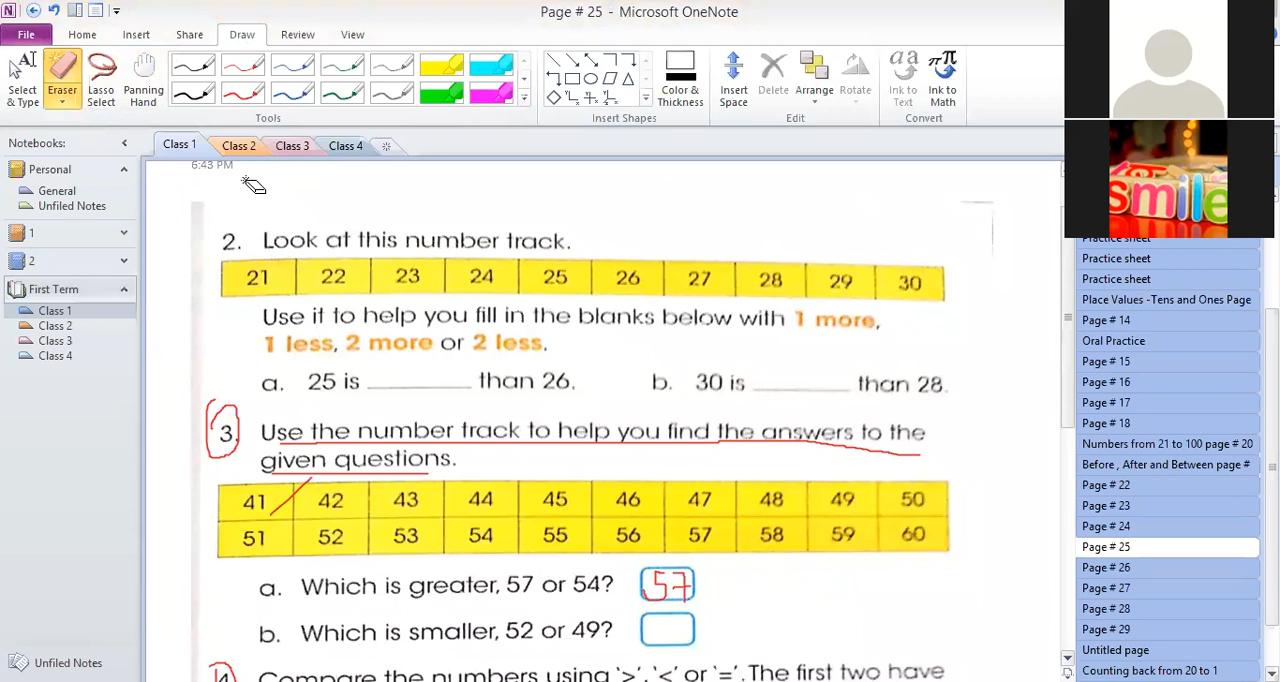 Page # 25 - Microsoft OneNote
File Home Insert Share Draw Review View
Select & Type
Eraser
Lasso Select
Panning Hand
Color & Thickness
Insert Space
Delete
Arrange
Rotate
Ink to Text
Ink to Math
Tools
Insert Shapes
Edit
Convert
Notebooks:
Personal
General
Unfiled Notes
1
2
First Term
Class 1
Class 2
Class 3
Class 4
Unfiled Notes
Class 1 Class 2 Class 3 Class 4
6:43 PM
2. Look at this number track.
21 22 23 24 25 26 27 28 29 30
Use it to help you fill in the blanks below with 1 more,
1 less, 2 more or 2 less.
a. 25 is ________ than 26. b. 30 is ________ than 28.
3. Use the number track to help you find the answers to the
given questions.
41 42 43 44 45 46 47 48 49 50
51 52 53 54 55 56 57 58 59 60
a. Which is greater, 57 or 54? 57
b. Which is smaller, 52 or 49?
4. Compare the numbers using '>', '<' or '='. The first two have
smile
Practice sheet
Practice sheet
Practice sheet
Place Values -Tens and Ones Page
Page # 14
Oral Practice
Page # 15
Page # 16
Page # 17
Page # 18
Numbers from 21 to 100 page # 20
Before , After and Between page #
Page # 22
Page # 23
Page # 24
Page # 25
Page # 26
Page # 27
Page # 28
Page # 29
Untitled page
Counting back from 20 to 1